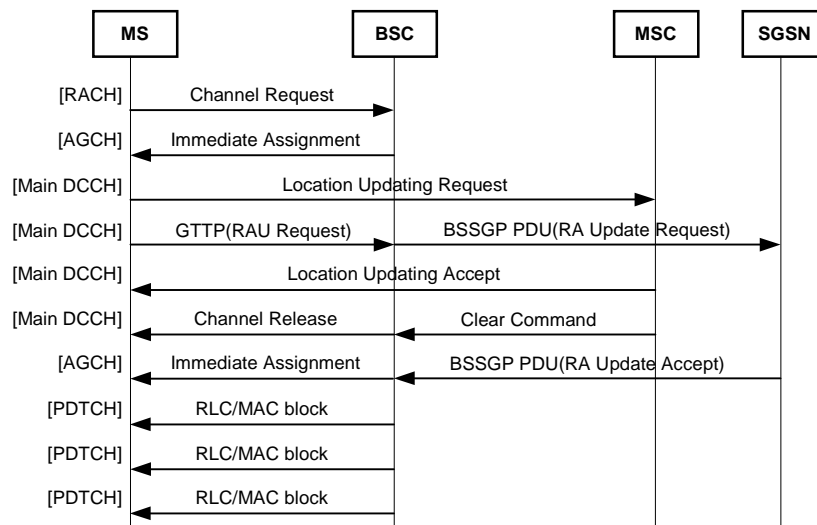 MS BSC MSC SGSN
[RACH] Channel Request
[AGCH] Immediate Assignment
[Main DCCH] Location Updating Request
[Main DCCH] GTTP(RAU Request) BSSGP PDU(RA Update Request)
[Main DCCH] Location Updating Accept
[Main DCCH] Channel Release Clear Command
[AGCH] Immediate Assignment BSSGP PDU(RA Update Accept)
[PDTCH] RLC/MAC block
[PDTCH] RLC/MAC block
[PDTCH] RLC/MAC block